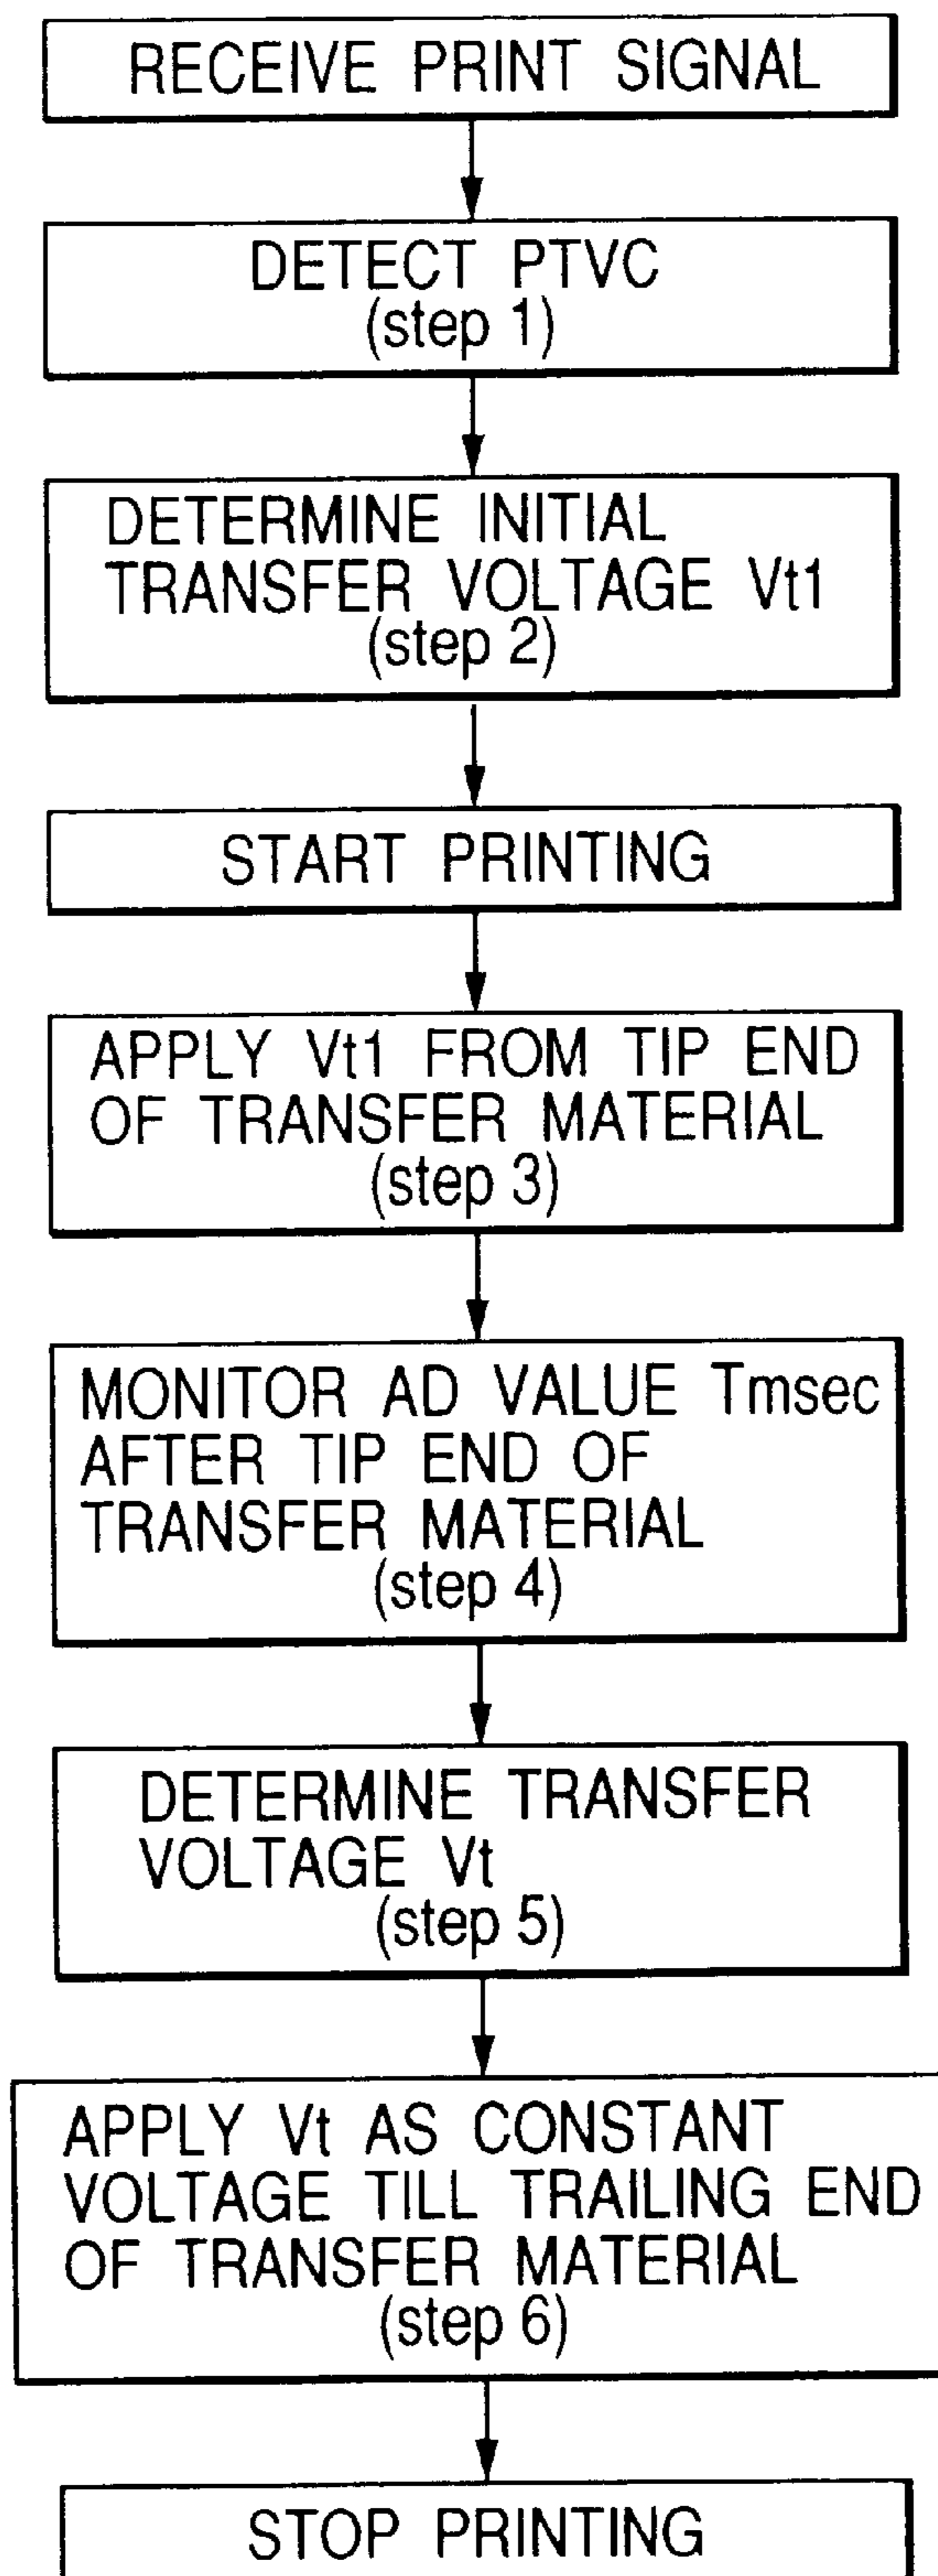 RECEIVE PRINT SIGNAL
DETECT PTVC
(step 1)
DETERMINE INITIAL
TRANSFER VOLTAGE Vt1
(step 2)
START PRINTING
APPLY Vt1 FROM TIP END
OF TRANSFER MATERIAL
(step 3)
MONITOR AD VALUE Tmsec
AFTER TIP END OF
TRANSFER MATERIAL
(step 4)
DETERMINE TRANSFER
VOLTAGE Vt
(step 5)
APPLY Vt AS CONSTANT
VOLTAGE TILL TRAILING END
OF TRANSFER MATERIAL
(step 6)
STOP PRINTING